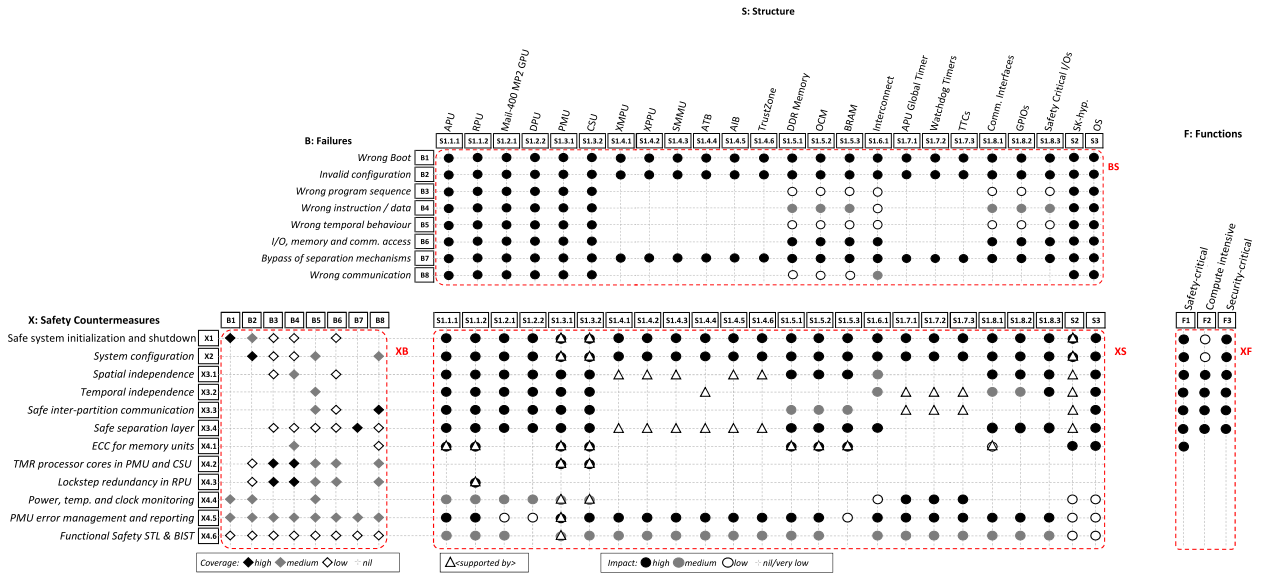 S: Structure
APU
RPU
Mail-400 MP2 GPU
DPU
PMU
CSU
XMPU
XPPU
SMMU
ATB
AIB
TrustZone
DDR Memory
OCM
BRAM
Interconnect
APU Global Timer
Watchdog Timers
TTCs
Comm. Interfaces
GPIOs
Safety Critical I/Os
SK-hyp.
OS
B: Failures S1.1.1 S1.1.2 S1.2.1 S1.2.2 S1.3.1 S1.3.2 S1.4.1 S1.4.2 S1.4.3 S1.4.4 S1.4.5 S1.4.6 S1.5.1 S1.5.2 S1.5.3 S1.6.1 S1.7.1 S1.7.2 S1.7.3 S1.8.1 S1.8.2 S1.8.3 S2 S3
F: Functions
Wrong Boot B1
BS
Invalid configuration B2
Wrong program sequence B3
Wrong instruction / data B4
Wrong temporal behaviour B5
I/O, memory and comm. access B6
Bypass of separation mechanisms B7
Wrong communication B8
Safety-critical
Compute intensive
Security-critical
X: Safety Countermeasures B1 B2 B3 B4 B5 B6 B7 B8 S1.1.1 S1.1.2 S1.2.1 S1.2.2 S1.3.1 S1.3.2 S1.4.1 S1.4.2 S1.4.3 S1.4.4 S1.4.5 S1.4.6 S1.5.1 S1.5.2 S1.5.3 S1.6.1 S1.7.1 S1.7.2 S1.7.3 S1.8.1 S1.8.2 S1.8.3 S2 S3 F1 F2 F3
Safe system initialization and shutdown X1
XB XS XF
System configuration X2
Spatial independence X3.1
Temporal independence X3.2
Safe inter-partition communication X3.3
Safe separation layer X3.4
ECC for memory units X4.1
TMR processor cores in PMU and CSU X4.2
Lockstep redundancy in RPU X4.3
Power, temp. and clock monitoring X4.4
PMU error management and reporting X4.5
Functional Safety STL & BIST X4.6
Coverage: high medium low nil <supported by> Impact: high medium low nil/very low